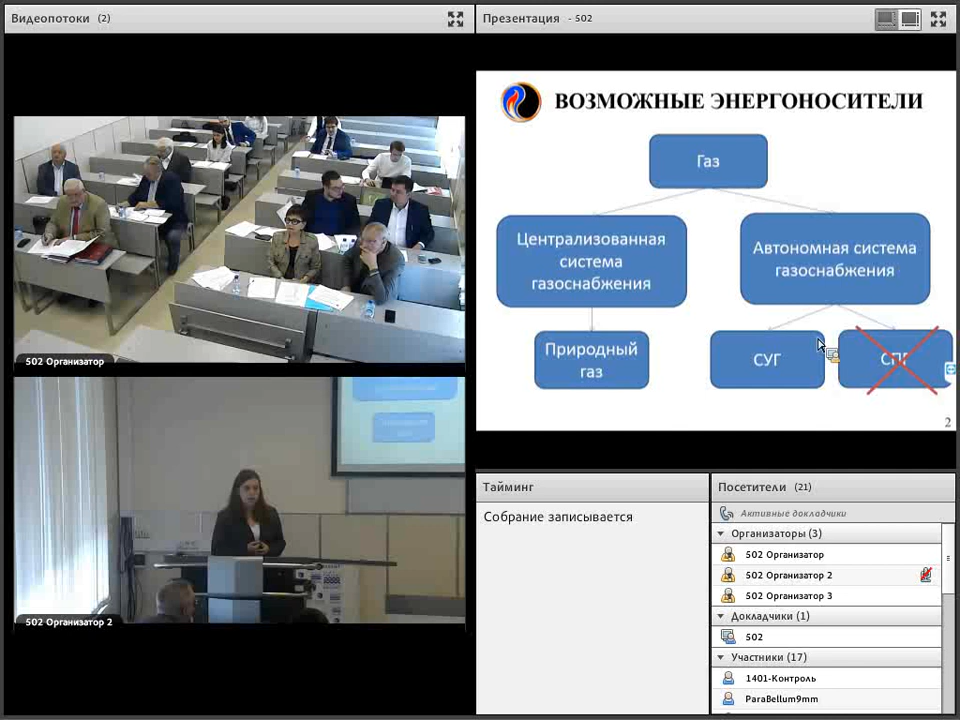 Видеопотоки (2)
502 Организатор
502 Организатор 2
Презентация - 502
ВОЗМОЖНЫЕ ЭНЕРГОНОСИТЕЛИ
Газ
Централизованная
система
газоснабжения
Автономная система
газоснабжения
Природный
газ
СУГ
СПГ
2
Тайминг
Собрание записывается
Посетители (21)
Активные докладчики
Организаторы (3)
502 Организатор
502 Организатор 2
502 Организатор 3
Докладчики (1)
502
Участники (17)
1401-Контроль
ParaBellum9mm